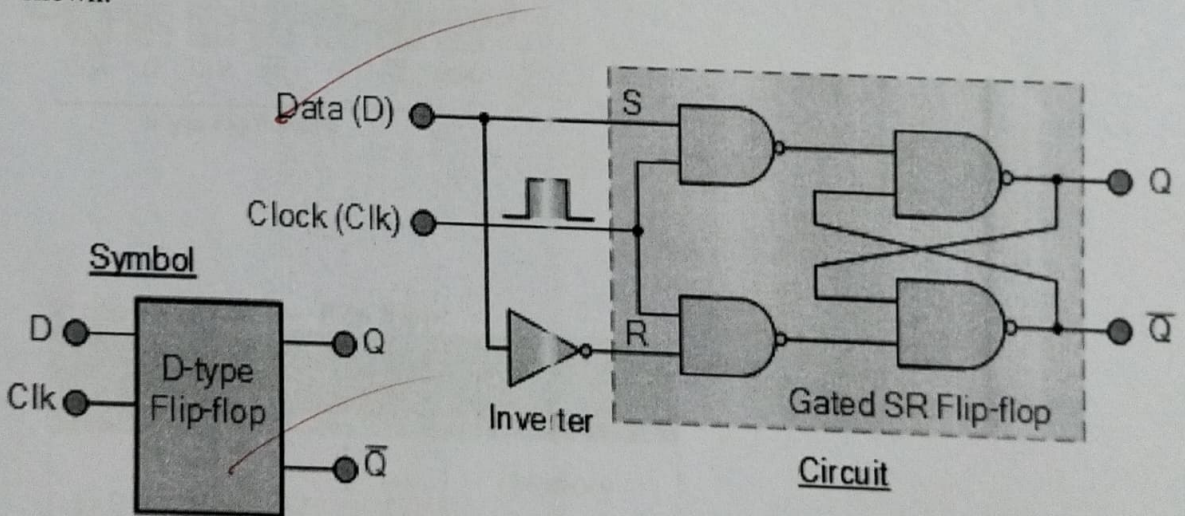 Data (D)
S
Q
Clock (Clk)
Symbol
D
Q
D-type
Flip-flop
Clk
R
Q̅
Inverter
Gated SR Flip-flop
Q̅
Circuit